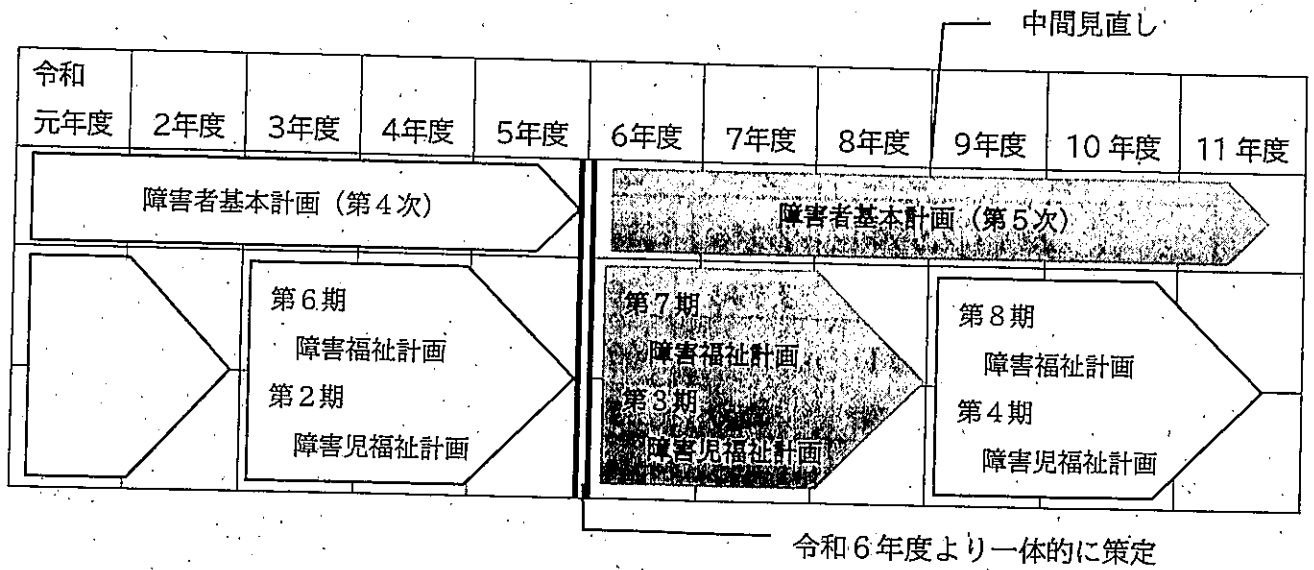 中間見直し
令和
元年度 2年度 3年度 4年度 5年度 6年度 7年度 8年度 9年度 10年度 11年度
障害者基本計画（第４次）
障害者基本計画（第５次）
第６期
障害福祉計画
第２期
障害児福祉計画
第７期
障害福祉計画
第３期
障害児福祉計画
第８期
障害福祉計画
第４期
障害児福祉計画
令和６年度より一体的に策定